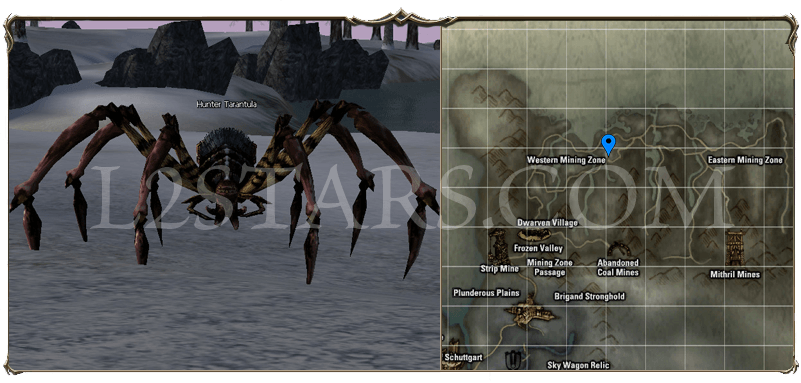 Hunter Tarantula
L2STARS.COM
Western Mining Zone
Eastern Mining Zone
Dwarven Village
Frozen Valley
Strip Mine
Mining Zone
Passage
Abandoned
Coal Mines
Mithril Mines
Plunderous Plains
Brigand Stronghold
Schuttgart
Sky Wagon Relic